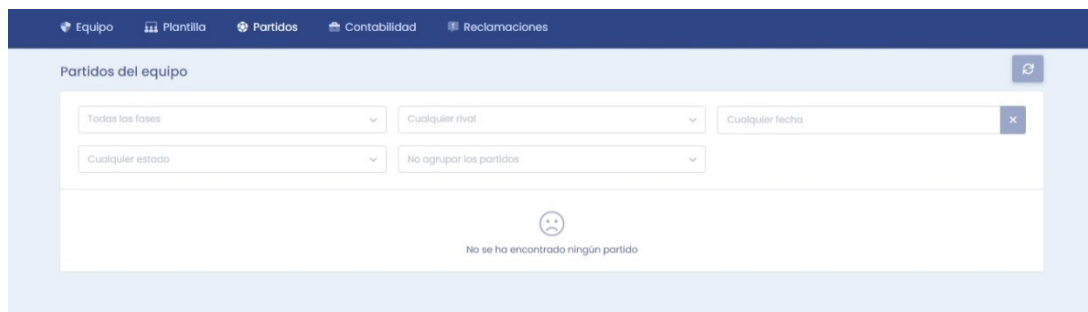 Equipo Plantilla Partidos Contabilidad Reclamaciones
Partidos del equipo
Todas las fases Cualquier rival Cualquier fecha
Cualquier estado No agrupar los partidos
No se ha encontrado ningún partido